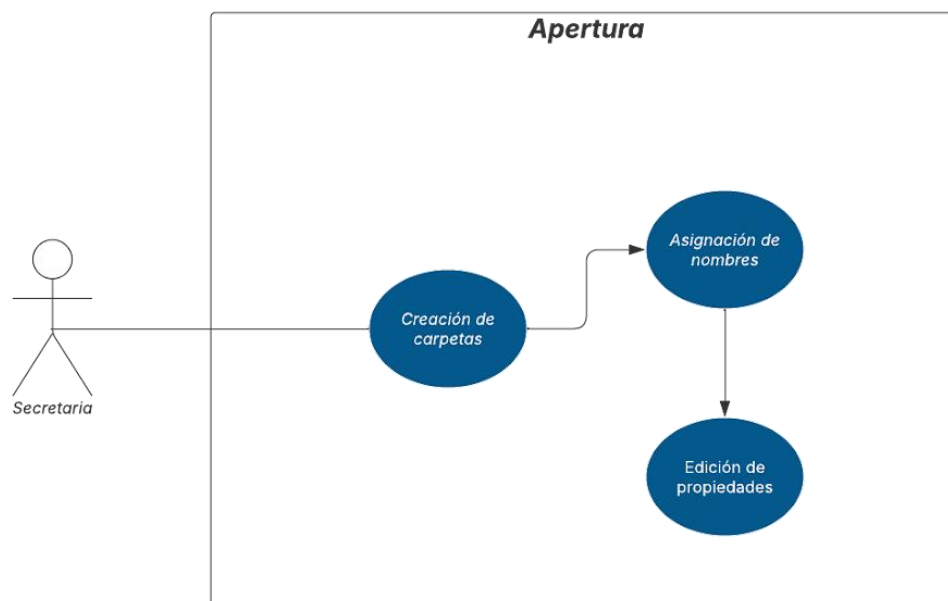 Apertura
Asignación de
nombres
Creación de
carpetas
Secretaria
Edición de
propiedades